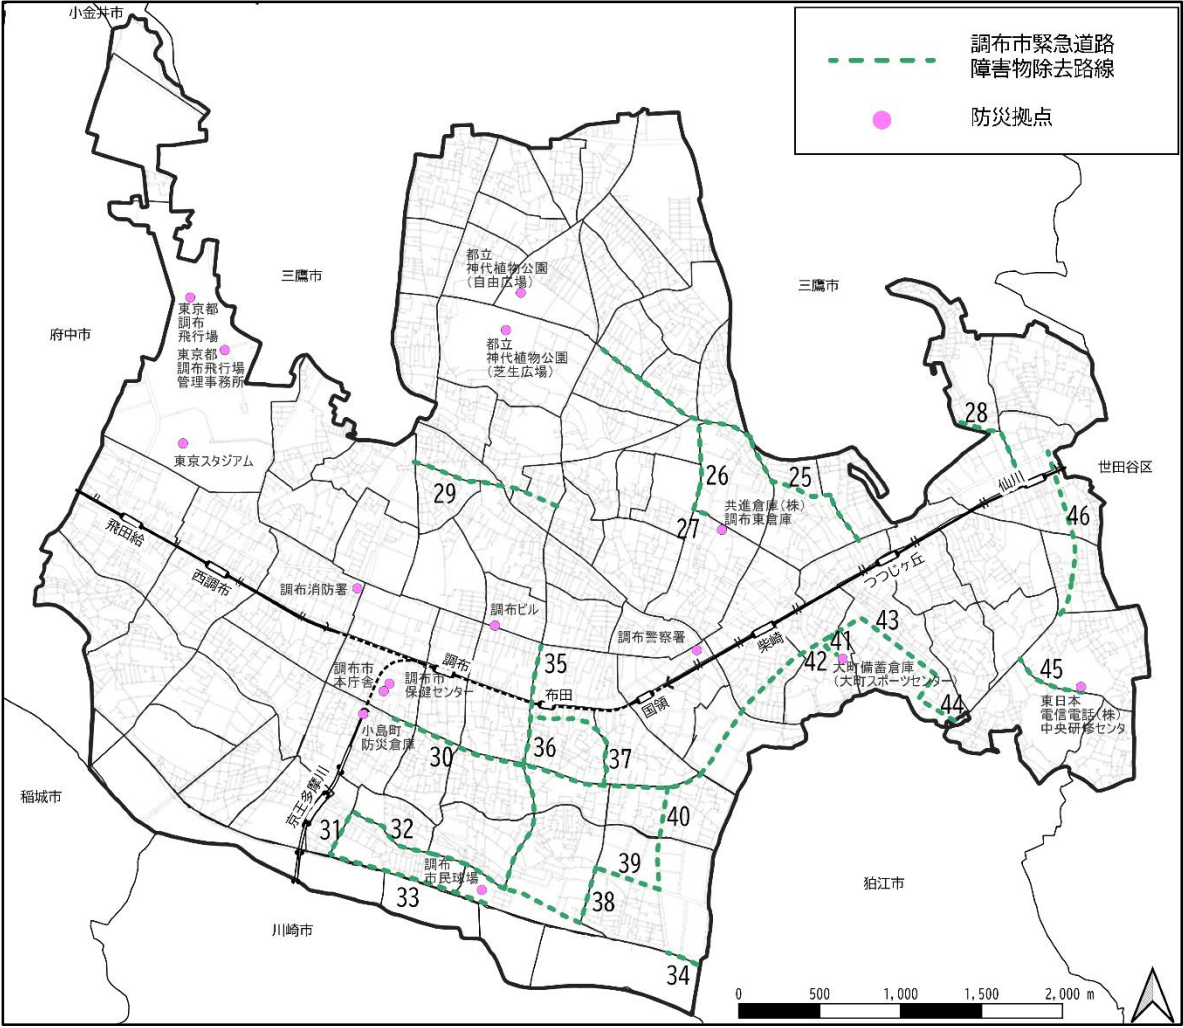 小金井市
調布市緊急道路
障害物除去路線
防災拠点
三鷹市
三鷹市
府中市
都立
神代植物公園
（自由広場）
東京都
調布
飛行場
東京都
調布飛行場
管理事務所
都立
神代植物公園
（芝生広場）
28
東京スタジアム
世田谷区
29
26
25
仙川
27
共進倉庫(株)
調布東倉庫
46
飛田給
西調布
つつじヶ丘
調布消防署
調布ビル
調布警察署
柴崎
43
41
42
大町備蓄倉庫
（大町スポーツセンター）
35
調布
調布市
本庁舎
調布市
保健センター
布田
国領
45
44
東日本
電信電話(株)
中央研修センタ
小島町
防災倉庫
30
36
37
稲城市
京王多摩川
40
31
32
39
調布
市民球場
狛江市
33
38
川崎市
34
0 500 1,000 1,500 2,000 m